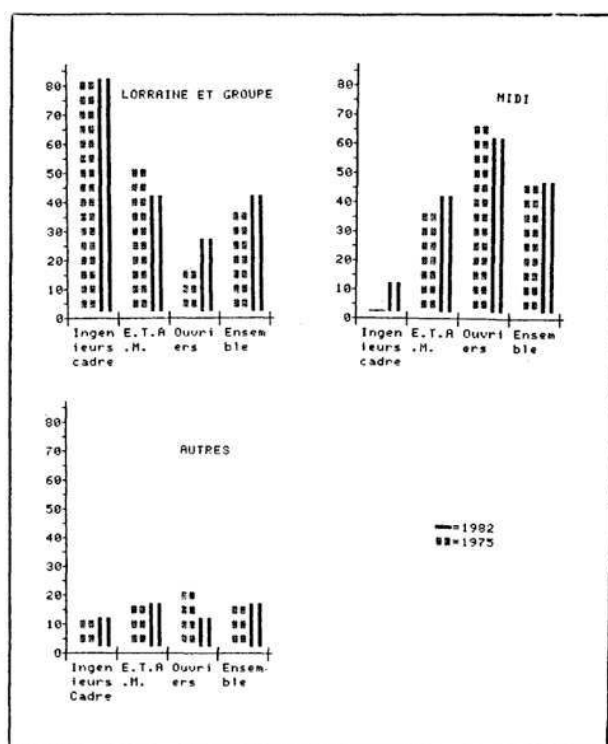 LORRAINE ET GROUPE
80
70
60
50
40
30
20
10
0
Ingen E.T.A Ouvri Ensem
ieurs .M. ers ble
cadre
MIDI
80
70
60
50
40
30
20
10
0
Ingen E.T.A Ouvri Ensem
ieurs .M. ers ble
cadre
AUTRES
80
70
60
50
40
30
20
10
0
Ingen E.T.A Ouvri Ensem-
ieurs .M. ers ble
Cadre
=1982
=1975